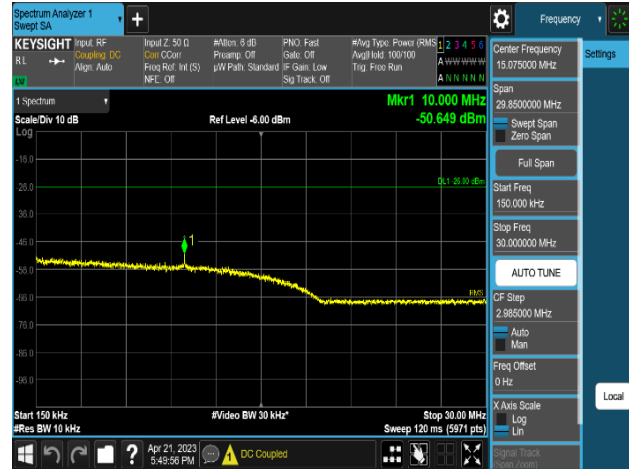 Spectrum Analyzer 1
Swept SA
+
Frequency
KEYSIGHT
Input: RF
Coupling: DC
Align: Auto
Input Z: 50 Ω
Corr CCorr
Freq Ref: Int (S)
NFE: Off
#Atten: 6 dB
Preamp: Off
µW Path: Standard
PNO: Fast
Gate: Off
IF Gain: Low
Sig Track: Off
#Avg Type: Power (RMS
Avg|Hold: 100/100
Trig: Free Run
1 2 3 4 5 6
A W W W W W
A N N N N N
RL
LW
1 Spectrum
Scale/Div 10 dB
Log
Ref Level -6.00 dBm
Mkr1 10.000 MHz
-50.649 dBm
-16.0
-26.0
-36.0
-46.0
-56.0
-66.0
-76.0
-86.0
-96.0
DL1 -26.00 dBm
1
RMS
Start 150 kHz
#Res BW 10 kHz
#Video BW 30 kHz*
Stop 30.00 MHz
Sweep 120 ms (5971 pts)
Center Frequency
15.075000 MHz
Settings
Span
29.8500000 MHz
Swept Span
Zero Span
Full Span
Start Freq
150.000 kHz
Stop Freq
30.000000 MHz
AUTO TUNE
CF Step
2.985000 MHz
Auto
Man
Freq Offset
0 Hz
X Axis Scale
Log
Lin
Signal Track
(Span Zoom)
Local
?
Apr 21, 2023
5:49:56 PM
DC Coupled